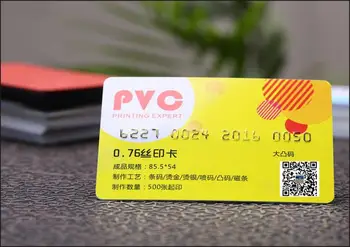 PVC
PRINTING EXPERT
6227 0024 2016 0050
0.76丝印卡
大凸码
成品规格：85.5*54
制作工艺：条码/烫金/烫银/喷码/凸码/磁条
制作数量：500张起印